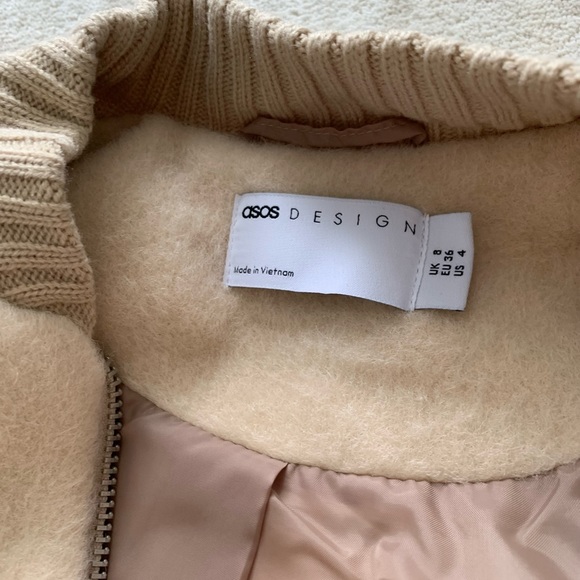 asos DESIGN
Made in Vietnam
UK 8
EU 36
US 4